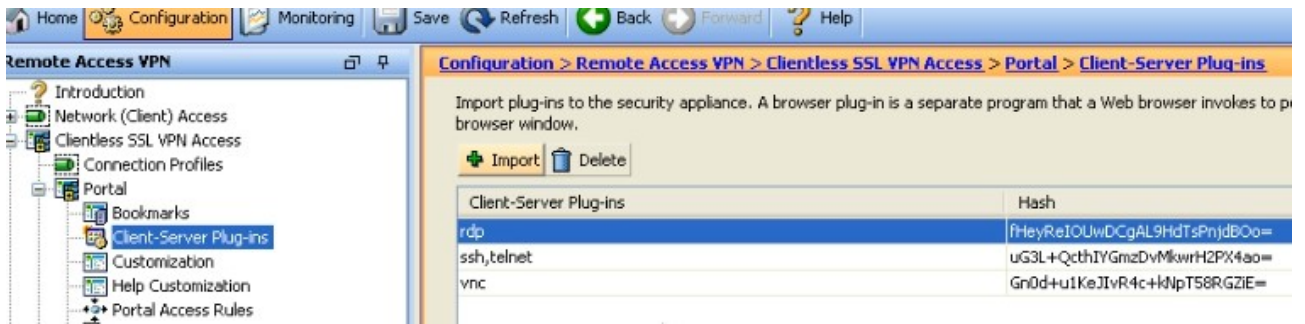 Home Configuration Monitoring Save Refresh Back Forward Help
Remote Access VPN
Introduction
Network (Client) Access
Clientless SSL VPN Access
Connection Profiles
Portal
Bookmarks
Client-Server Plug-ins
Customization
Help Customization
Portal Access Rules
Configuration > Remote Access VPN > Clientless SSL VPN Access > Portal > Client-Server Plug-ins
Import plug-ins to the security appliance. A browser plug-in is a separate program that a Web browser invokes to
browser window.
Import Delete
Client-Server Plug-ins Hash
rdp fHeyReIOUwDCgAL9HdTsPnjdBOo=
ssh,telnet uG3L+QcthIYGmzDvMkwrH2PX4ao=
vnc Gn0d+u1KeJIvR4c+kNpT58RGZiE=